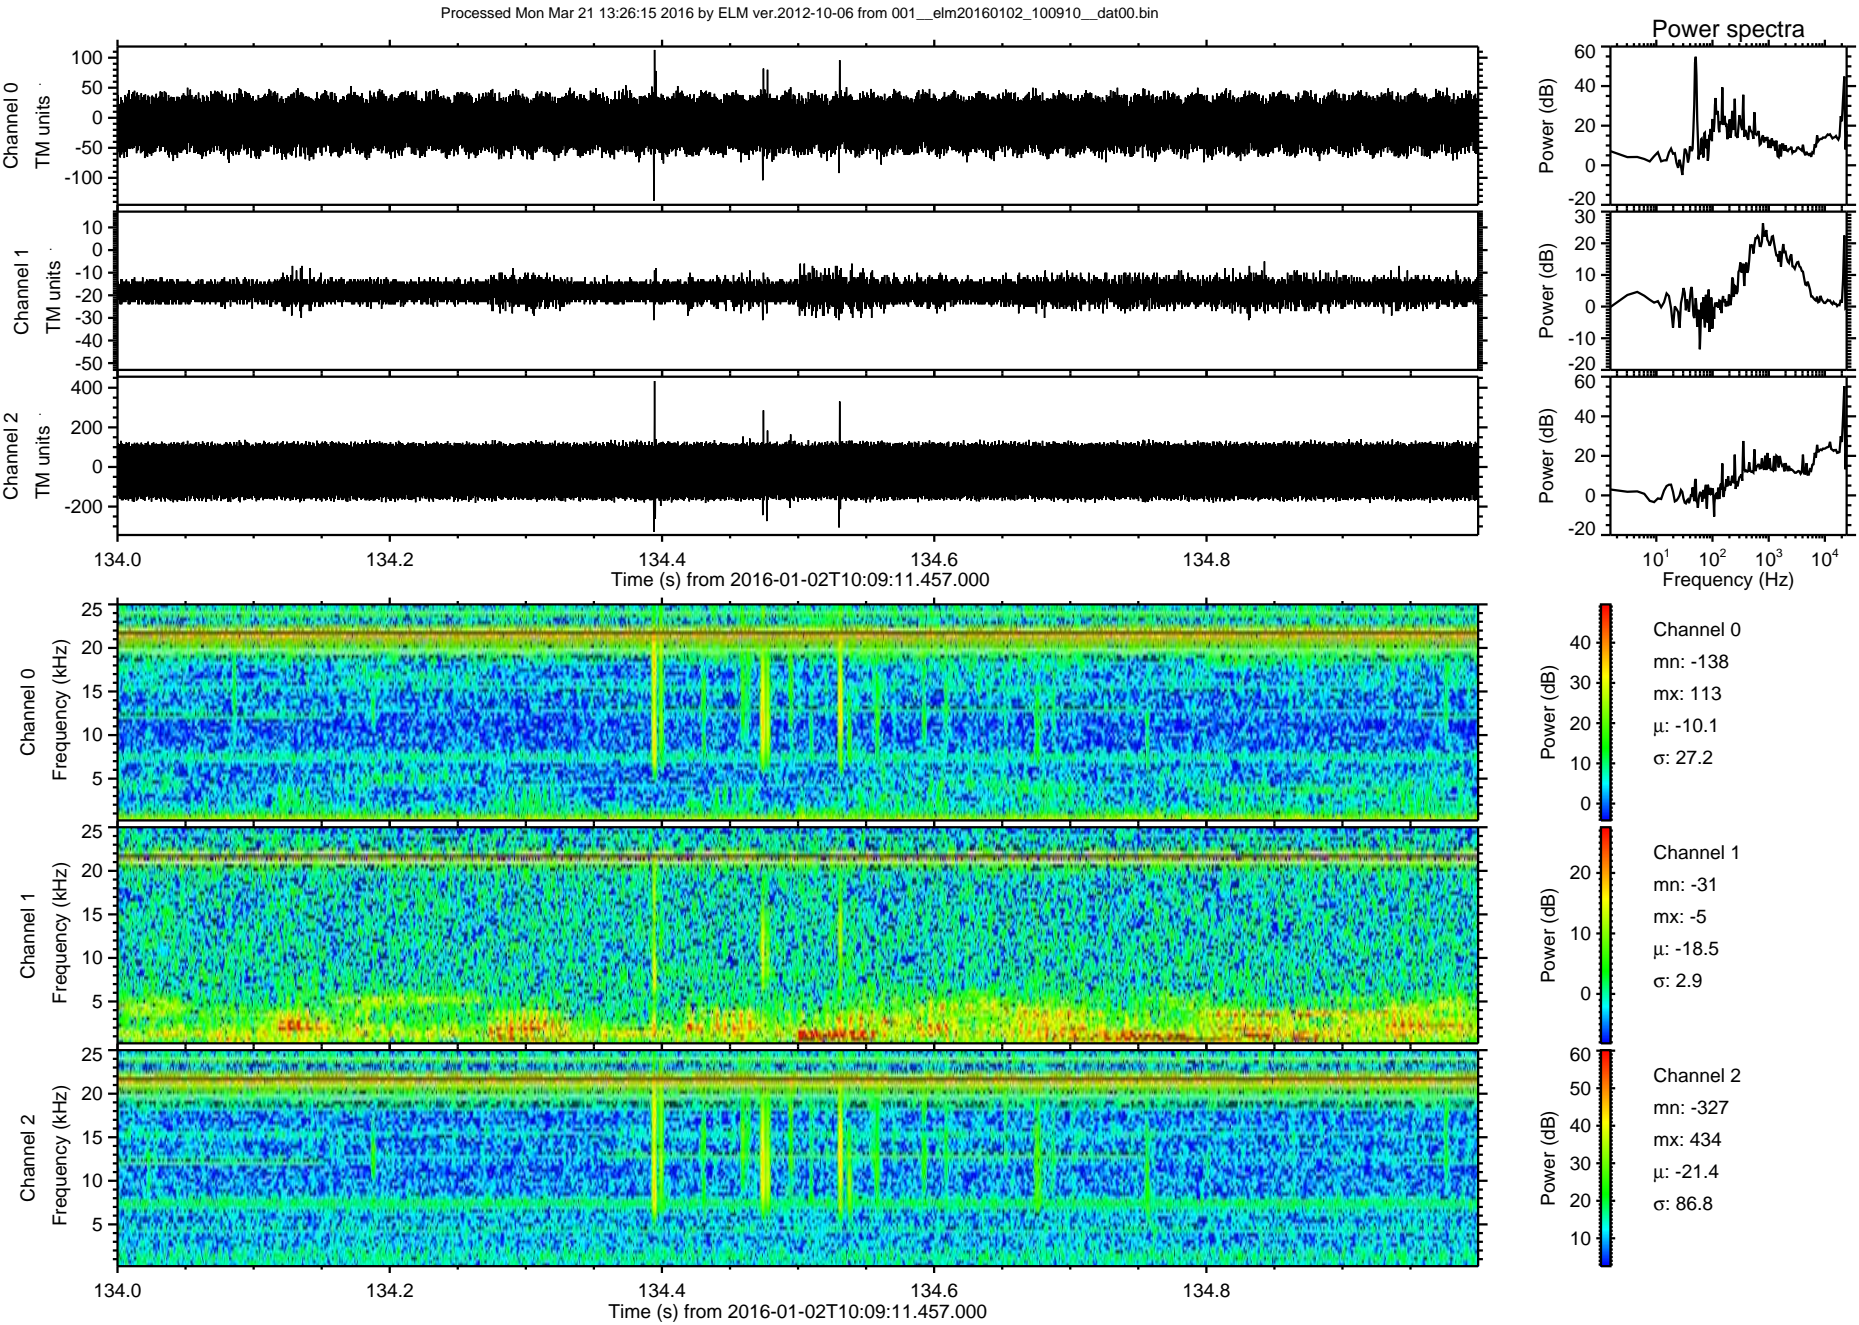 Processed Mon Mar 21 13:26:15 2016 by ELM ver.2012-10-06 from 001__elm20160102_100910__dat00.bin
Power spectra
Channel 0
TM units
100
50
0
-50
-100
Power (dB)
60
40
20
0
-20
Channel 1
TM units
10
0
-10
-20
-30
-40
-50
Power (dB)
30
20
10
0
-10
-20
Channel 2
TM units
400
200
0
-200
Power (dB)
60
40
20
0
-20
134.0 134.2 134.4 134.6 134.8
Time (s) from 2016-01-02T10:09:11.457.000
10¹ 10² 10³ 10⁴
Frequency (Hz)
Channel 0
Frequency (kHz)
25
20
15
10
5
Power (dB)
40
30
20
10
0
Channel 0
mn: -138
mx: 113
μ: -10.1
σ: 27.2
Channel 1
Frequency (kHz)
25
20
15
10
5
Power (dB)
20
10
0
Channel 1
mn: -31
mx: -5
μ: -18.5
σ: 2.9
Channel 2
Frequency (kHz)
25
20
15
10
5
Power (dB)
60
50
40
30
20
10
Channel 2
mn: -327
mx: 434
μ: -21.4
σ: 86.8
134.0 134.2 134.4 134.6 134.8
Time (s) from 2016-01-02T10:09:11.457.000